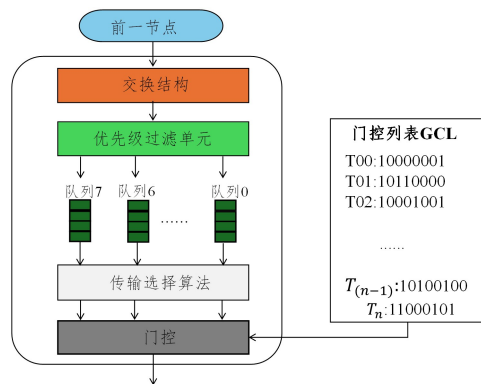 前一节点
交换结构
优先级过滤单元
队列7 队列6 队列0
......
传输选择算法
门控
门控列表GCL
T00:10000001
T01:10110000
T02:10001001
......
T(n−1):10100100
Tn:11000101